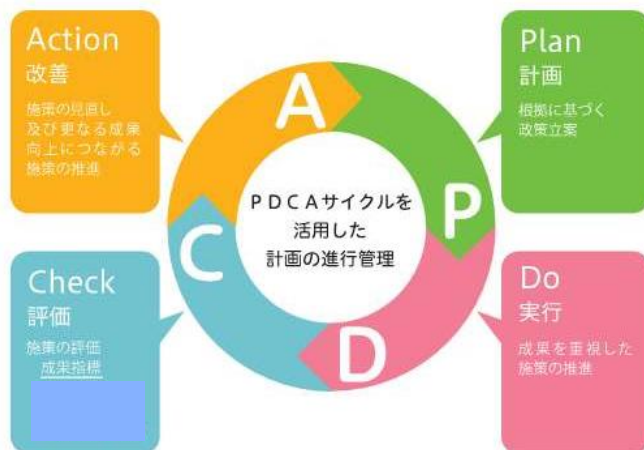 Action
改善
施策の見直し
及び更なる成果
向上につながる
施策の推進
Plan
計画
根拠に基づく
政策立案
A
P
D
C
PDCAサイクルを
活用した
計画の進行管理
Check
評価
施策の評価
成果指標
Do
実行
成果を重視した
施策の推進